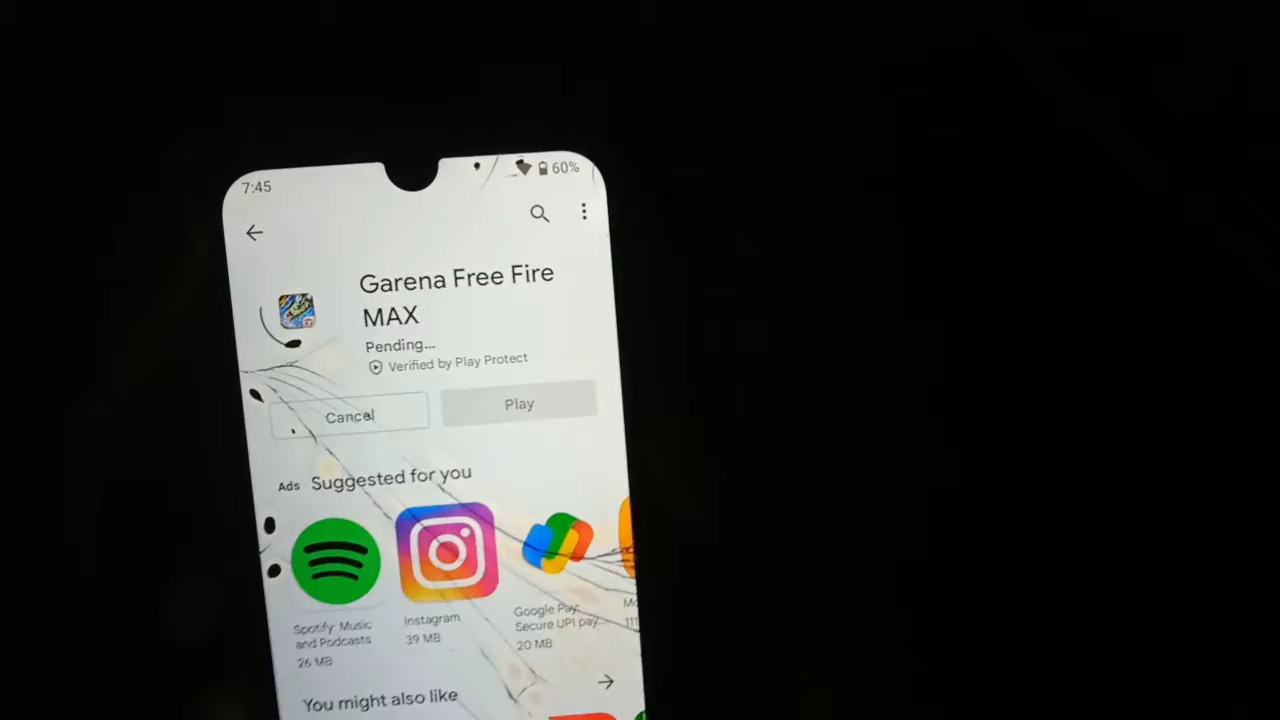 7:45
60%
Garena Free Fire
MAX
Pending...
Verified by Play Protect
Cancel
Play
Ads Suggested for you
Spotify: Music
and Podcasts
26 MB
Instagram
39 MB
Google Pay:
Secure UPI pay...
20 MB
You might also like